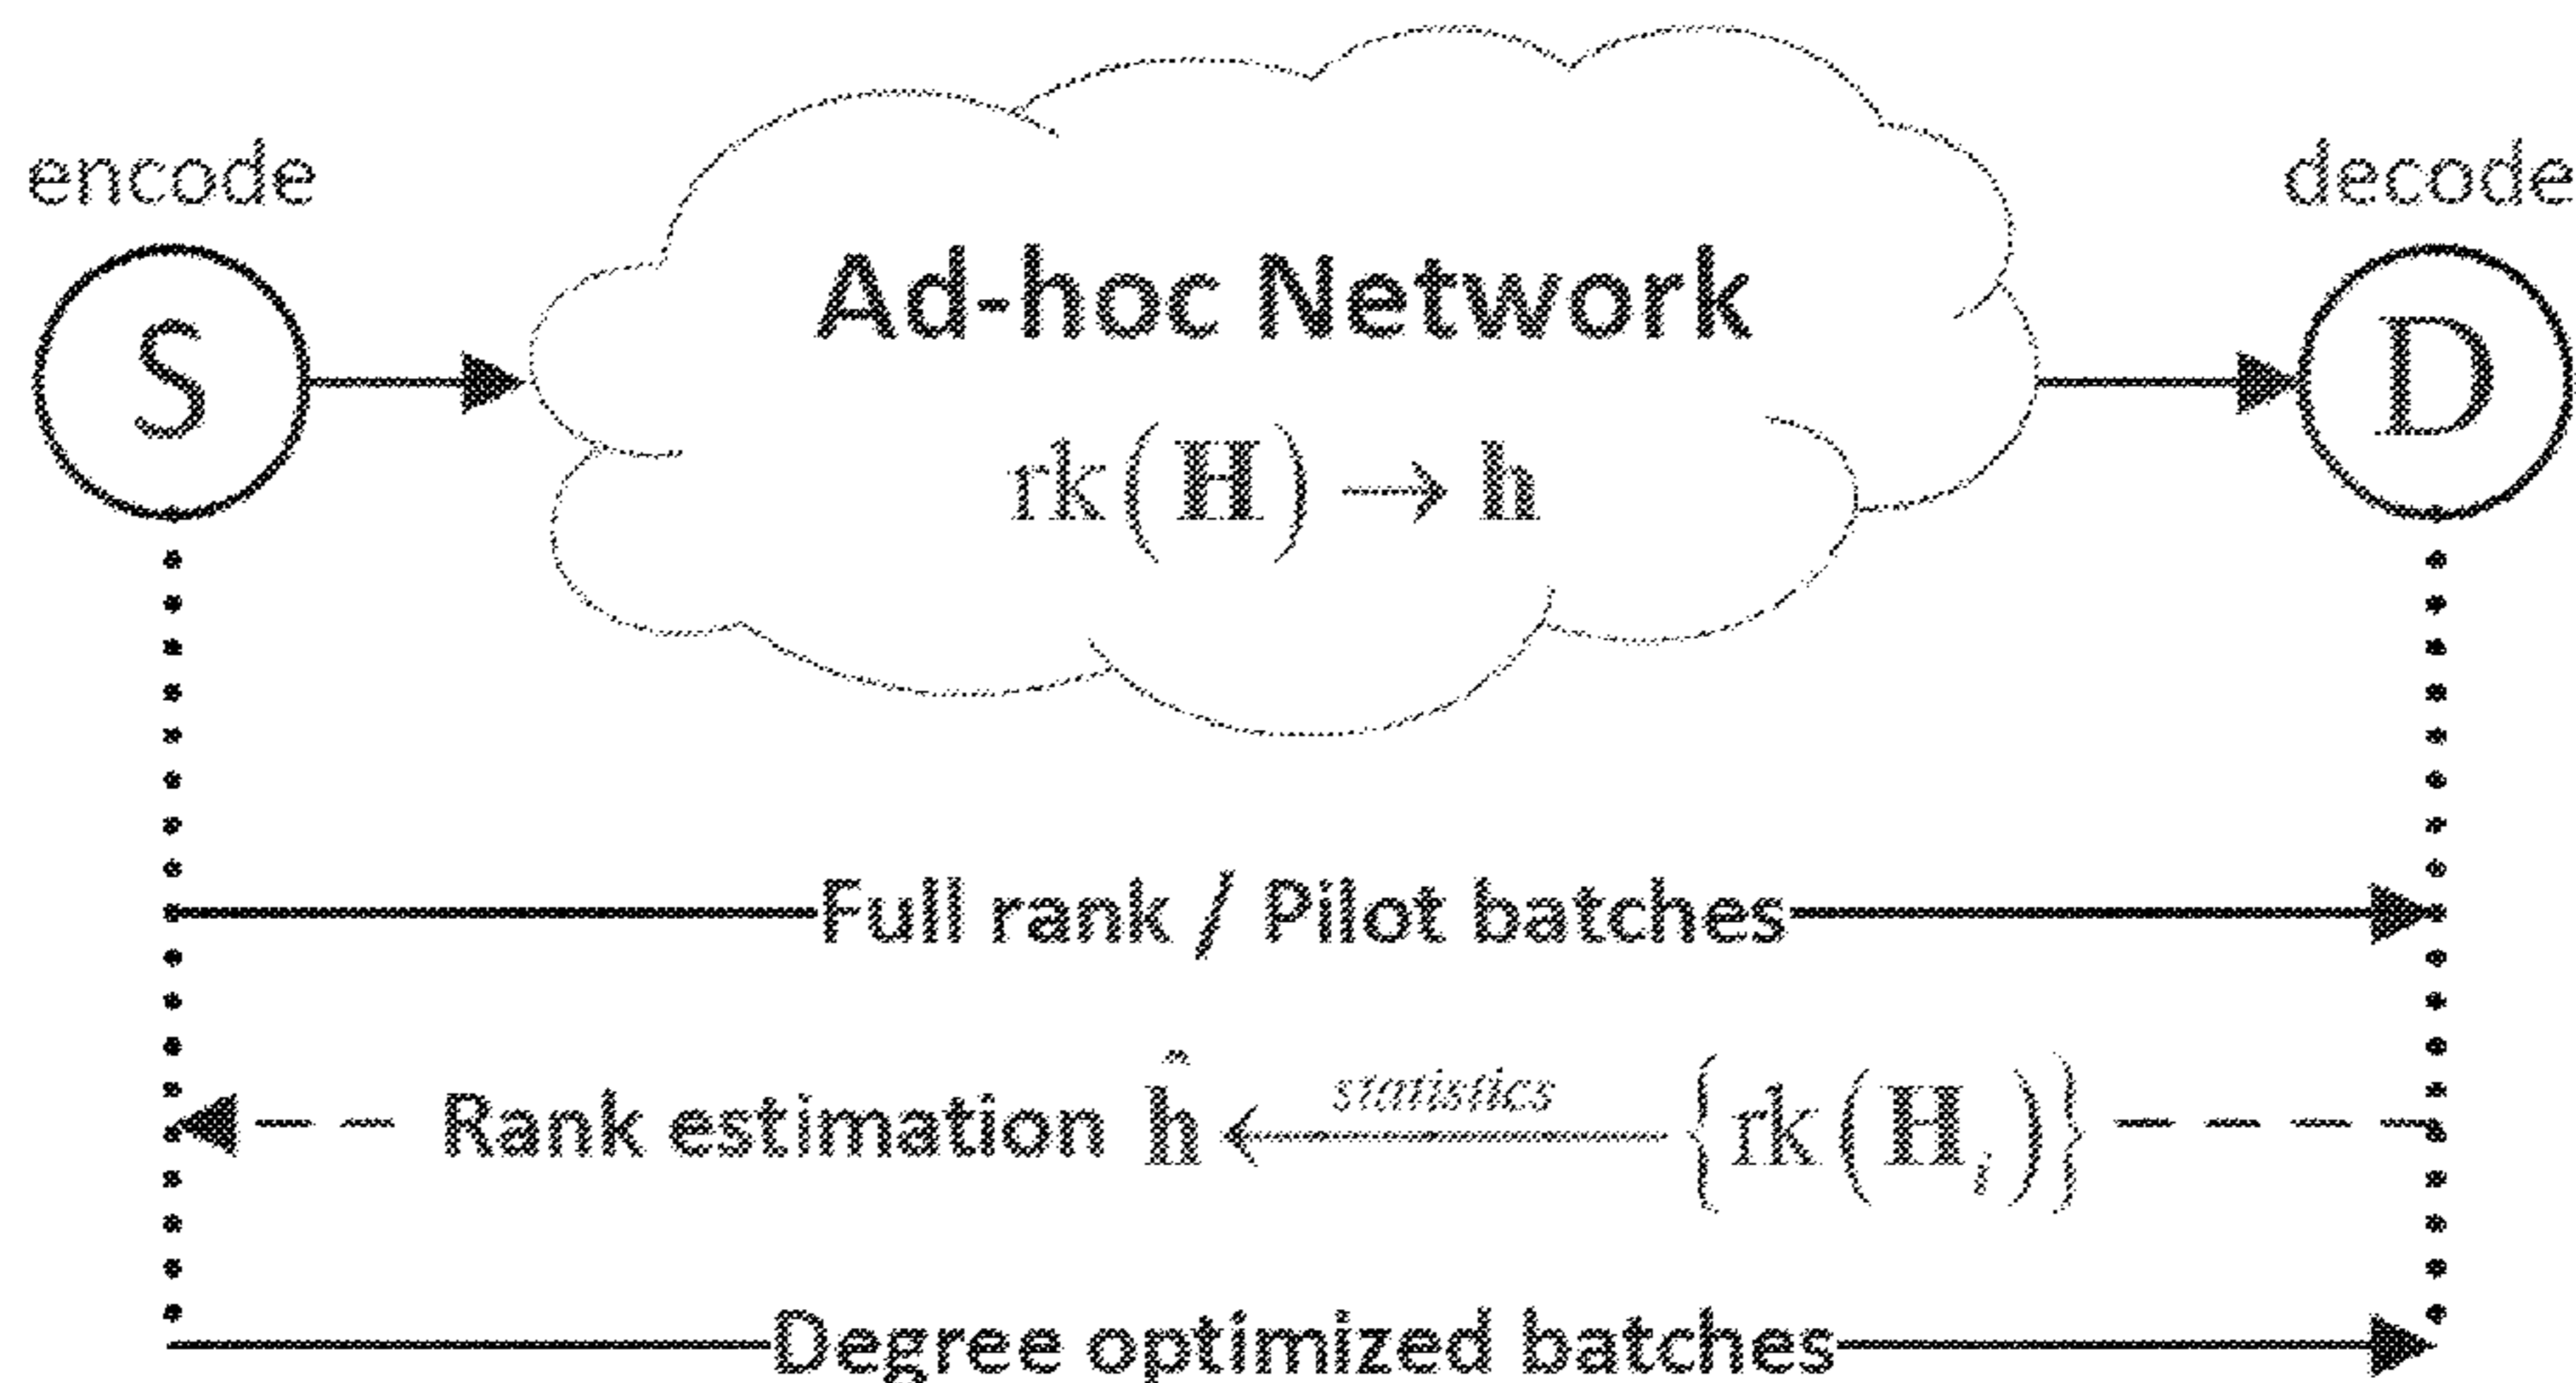 encode
decode
S
Ad-hoc Network
D
rk(H) → h
Full rank / Pilot batches
Rank estimation ĥ ← statistics {rk(H_i)}
Degree optimized batches